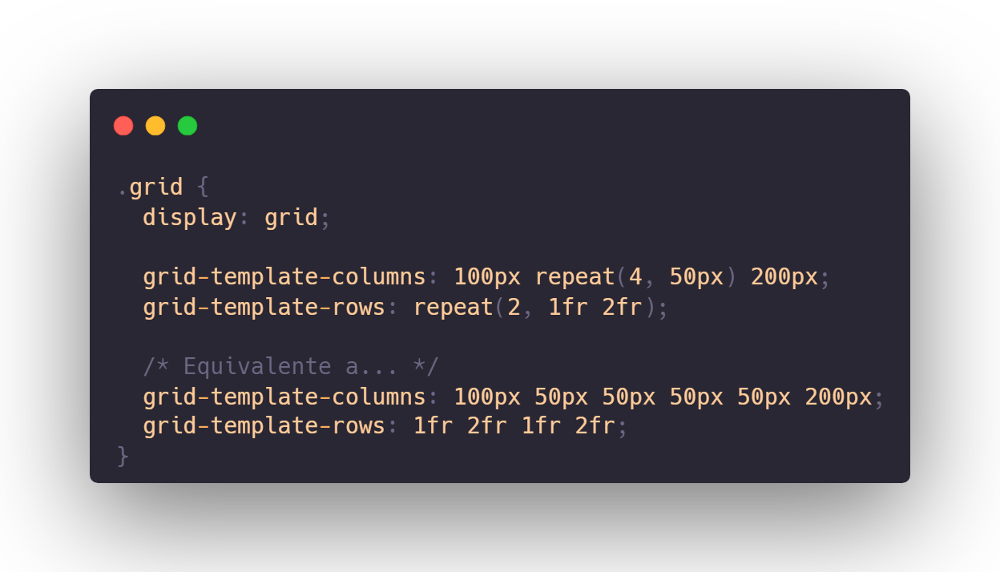 .grid {
  display: grid;

  grid-template-columns: 100px repeat(4, 50px) 200px;
  grid-template-rows: repeat(2, 1fr 2fr);

  /* Equivalente a... */
  grid-template-columns: 100px 50px 50px 50px 50px 200px;
  grid-template-rows: 1fr 2fr 1fr 2fr;
}